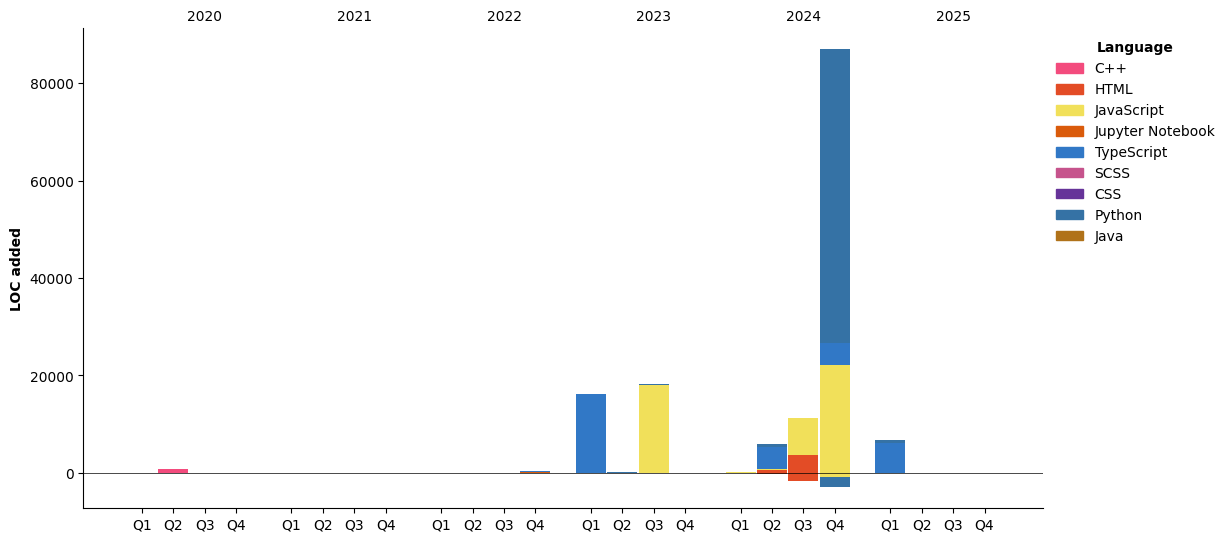 2020 2021 2022 2023 2024 2025
Language
C++
HTML
JavaScript
Jupyter Notebook
TypeScript
SCSS
CSS
Python
Java
LOC added
80000
60000
40000
20000
0
Q1 Q2 Q3 Q4 Q1 Q2 Q3 Q4 Q1 Q2 Q3 Q4 Q1 Q2 Q3 Q4 Q1 Q2 Q3 Q4 Q1 Q2 Q3 Q4